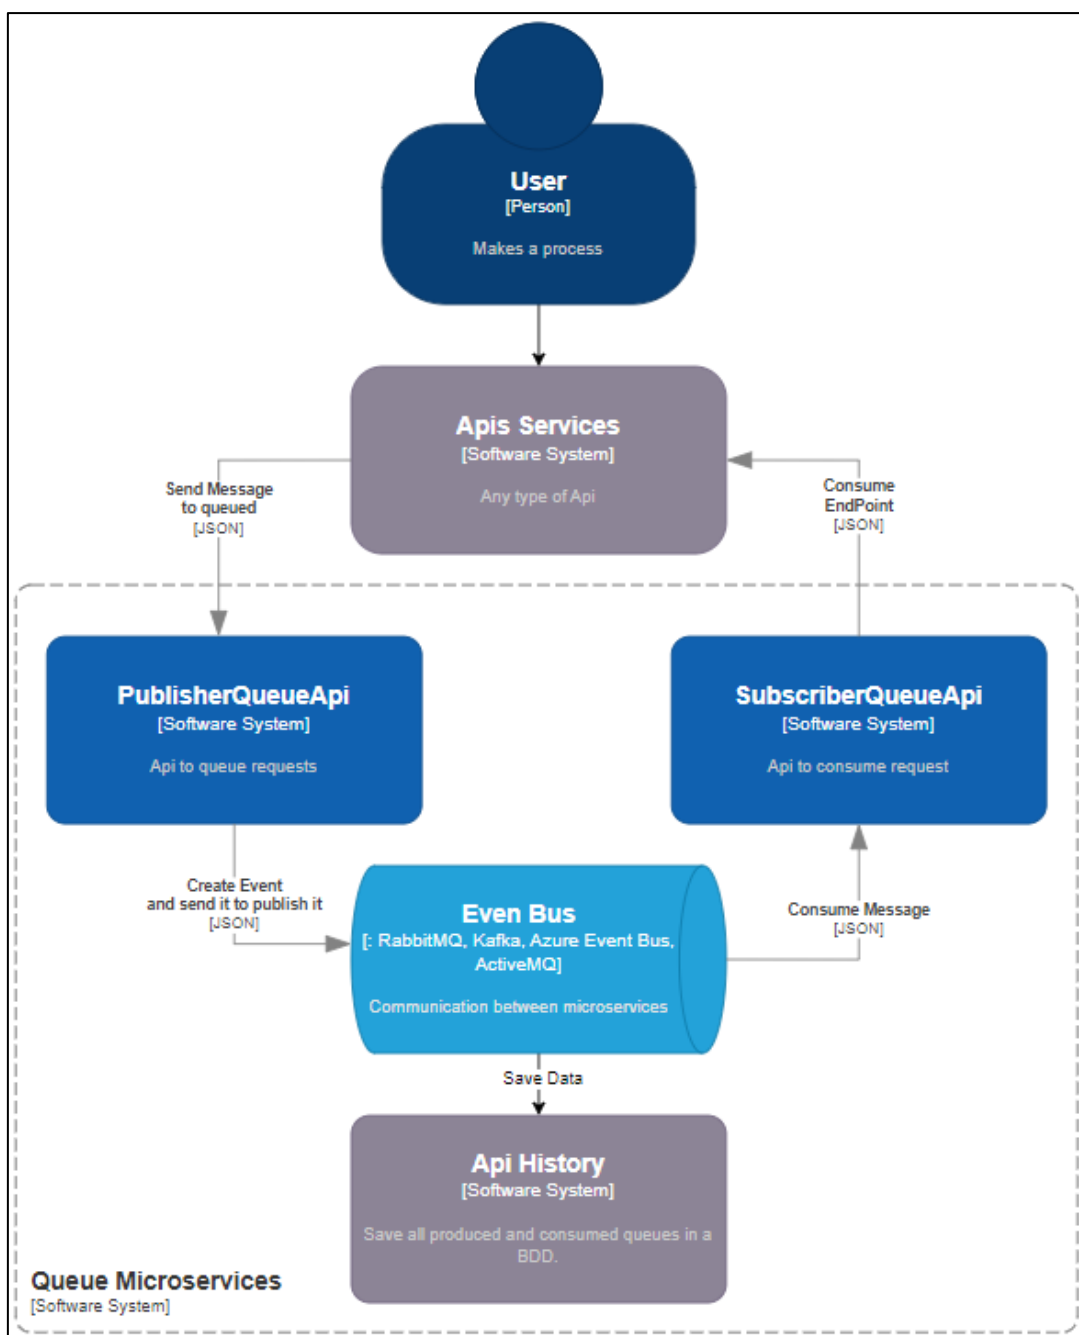 User
[Person]
Makes a process
Apis Services
[Software System]
Any type of Api
Send Message
to queued
[JSON]
Consume
EndPoint
[JSON]
PublisherQueueApi
[Software System]
Api to queue requests
SubscriberQueueApi
[Software System]
Api to consume request
Create Event
and send it to publish it
[JSON]
Even Bus
[: RabbitMQ, Kafka, Azure Event Bus,
ActiveMQ]
Communication between microservices
Consume Message
[JSON]
Save Data
Api History
[Software System]
Save all produced and consumed queues in a
BDD.
Queue Microservices
[Software System]